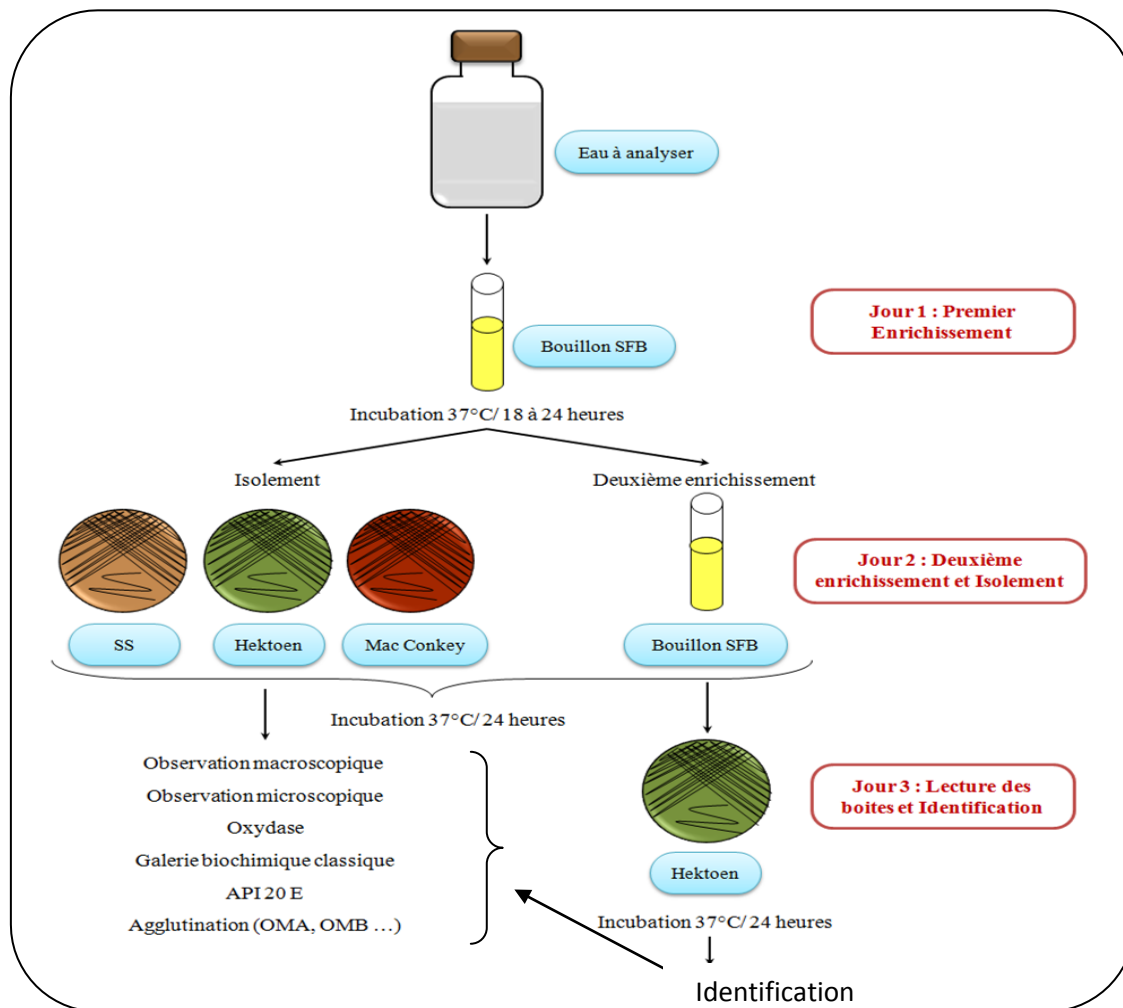 Eau à analyser
Jour 1 : Premier
Enrichissement
Bouillon SFB
Incubation 37°C/ 18 à 24 heures
Isolement
Deuxième enrichissement
Jour 2 : Deuxième
enrichissement et Isolement
SS
Hektoen
Mac Conkey
Bouillon SFB
Incubation 37°C/ 24 heures
Observation macroscopique
Observation microscopique
Oxydase
Galerie biochimique classique
API 20 E
Agglutination (OMA, OMB ...)
Jour 3 : Lecture des
boites et Identification
Hektoen
Incubation 37°C/ 24 heures
Identification